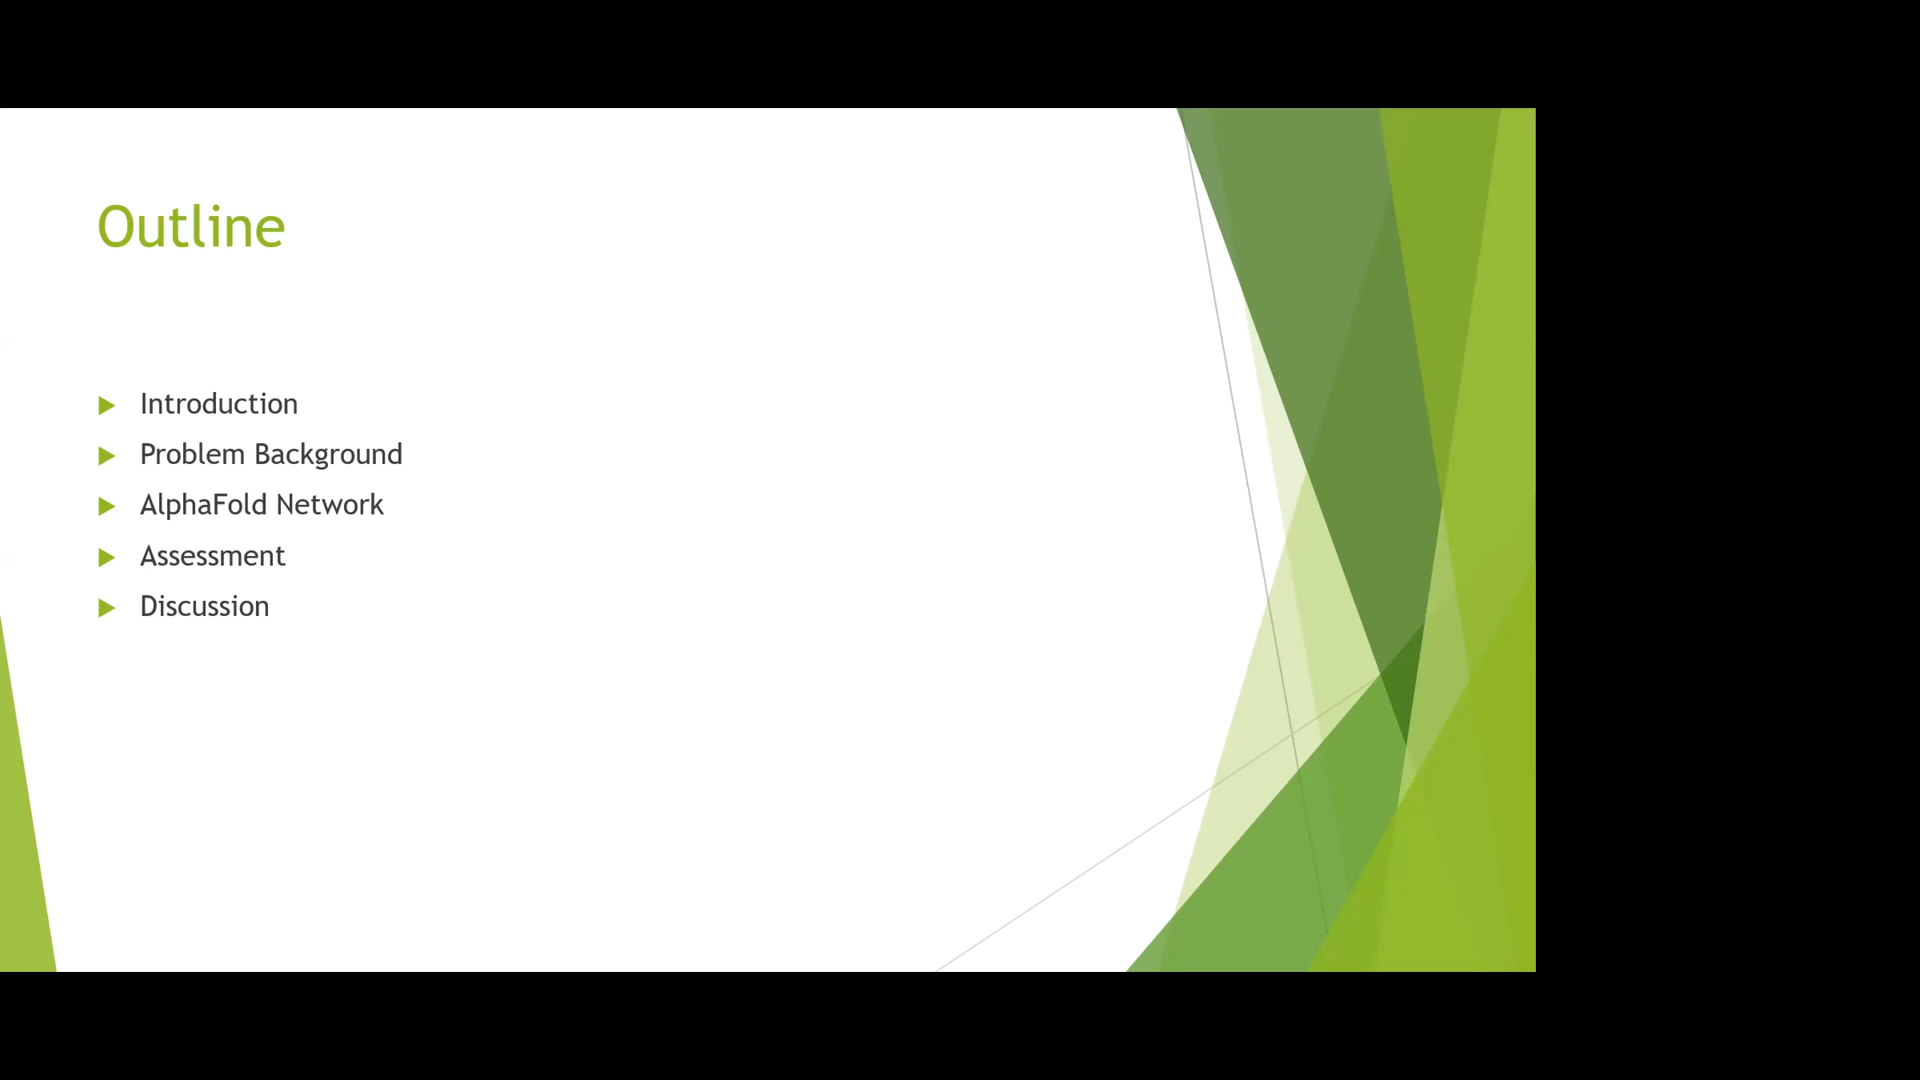 Outline
Introduction
Problem Background
AlphaFold Network
Assessment
Discussion